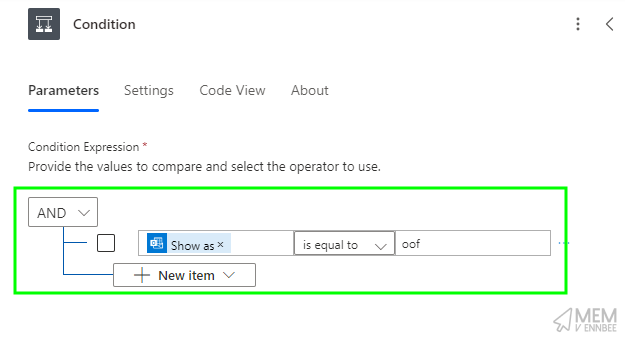 Condition
Parameters Settings Code View About
Condition Expression *
Provide the values to compare and select the operator to use.
AND
Show as × is equal to oof
New item
MEM
V ENNBEE